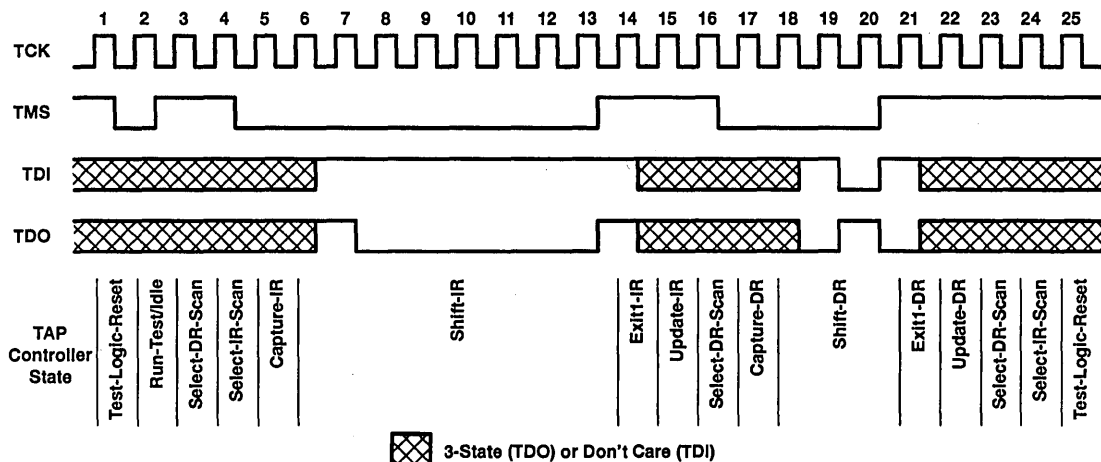 1 2 3 4 5 6 7 8 9 10 11 12 13 14 15 16 17 18 19 20 21 22 23 24 25
TCK
TMS
TDI
TDO
TAP
Controller
State
Test-Logic-Reset
Run-Test/Idle
Select-DR-Scan
Select-IR-Scan
Capture-IR
Shift-IR
Exit1-IR
Update-IR
Select-DR-Scan
Capture-DR
Shift-DR
Exit1-DR
Update-DR
Select-DR-Scan
Select-IR-Scan
Test-Logic-Reset
3-State (TDO) or Don't Care (TDI)